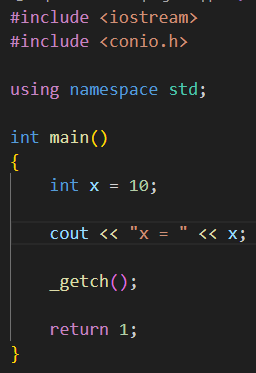 #include <iostream>
#include <conio.h>
using namespace std;
int main()
{
int x = 10;
cout << "x = " << x;
_getch();
return 1;
}